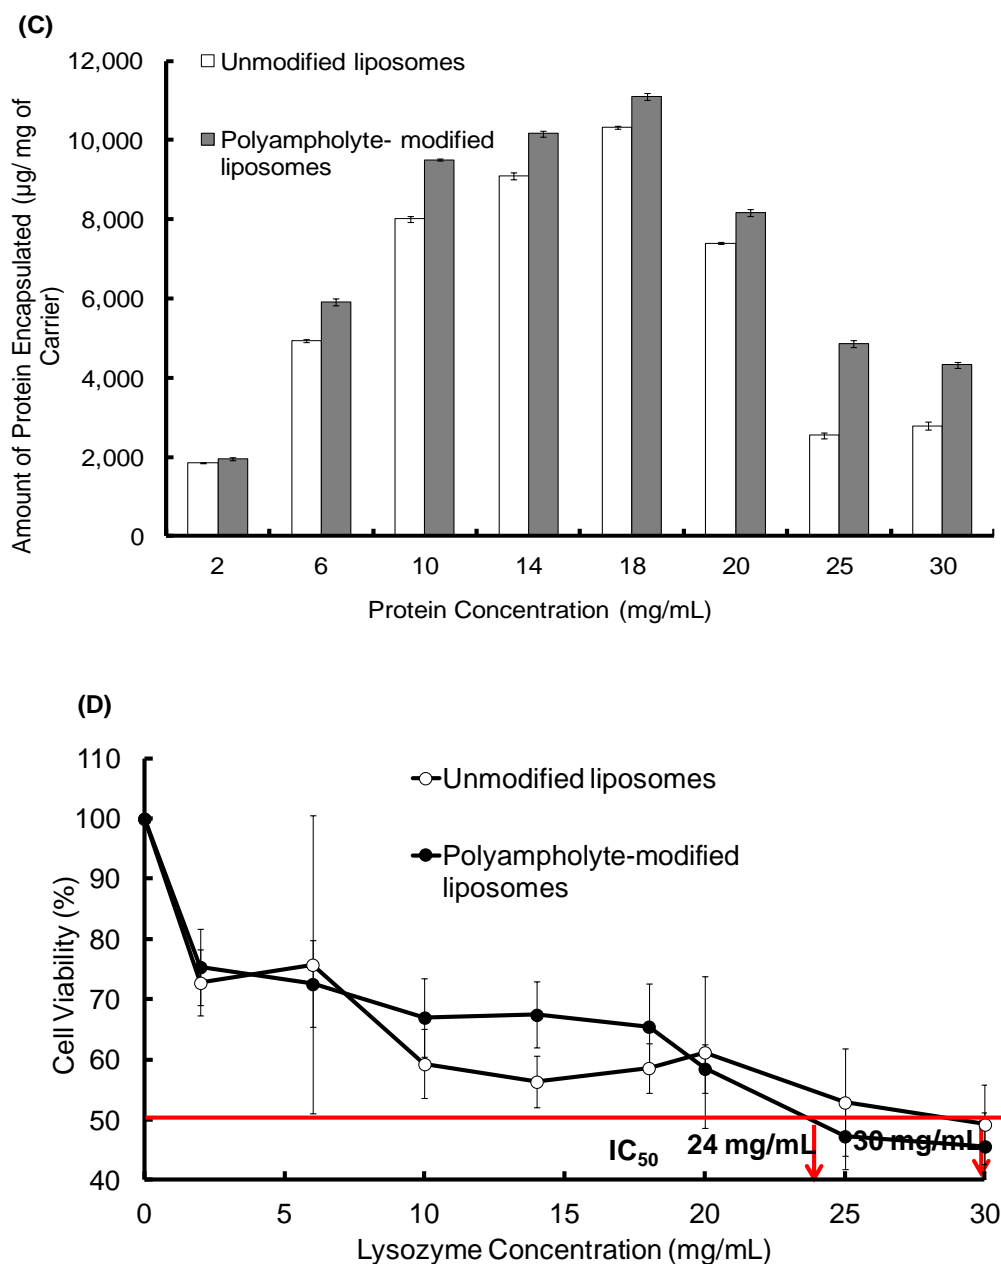 (C)
12,000
10,000
8,000
6,000
4,000
2,000
0
Amount of Protein Encapsulated (µg/ mg of
Carrier)
Unmodified liposomes
Polyampholyte- modified
liposomes
2 6 10 14 18 20 25 30
Protein Concentration (mg/mL)
(D)
110
100
90
80
70
60
50
40
Cell Viability (%)
Unmodified liposomes
Polyampholyte-modified
liposomes
IC50 24 mg/mL 30 mg/mL
0 5 10 15 20 25 30
Lysozyme Concentration (mg/mL)